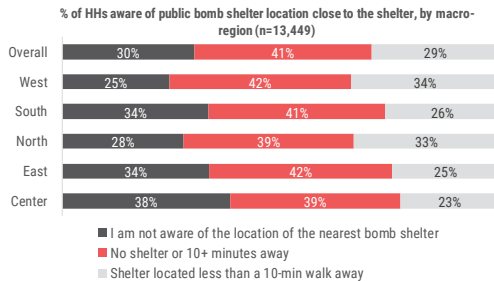 % of HHs aware of public bomb shelter location close to the shelter, by macro-
region (n=13,449)
Overall 30% 41% 29%
West 25% 42% 34%
South 34% 41% 26%
North 28% 39% 33%
East 34% 42% 25%
Center 38% 39% 23%
I am not aware of the location of the nearest bomb shelter
No shelter or 10+ minutes away
Shelter located less than a 10-min walk away